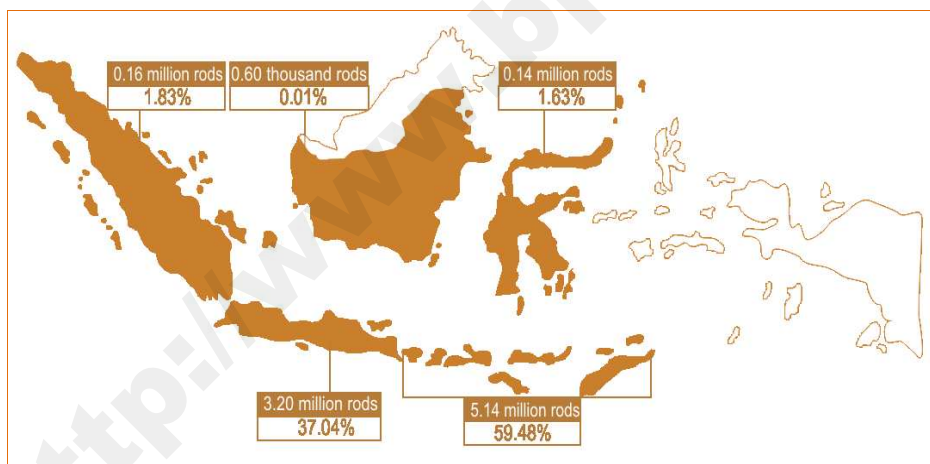 0.16 million rods
1.83%
0.60 thousand rods
0.01%
0.14 million rods
1.63%
3.20 million rods
37.04%
5.14 million rods
59.48%